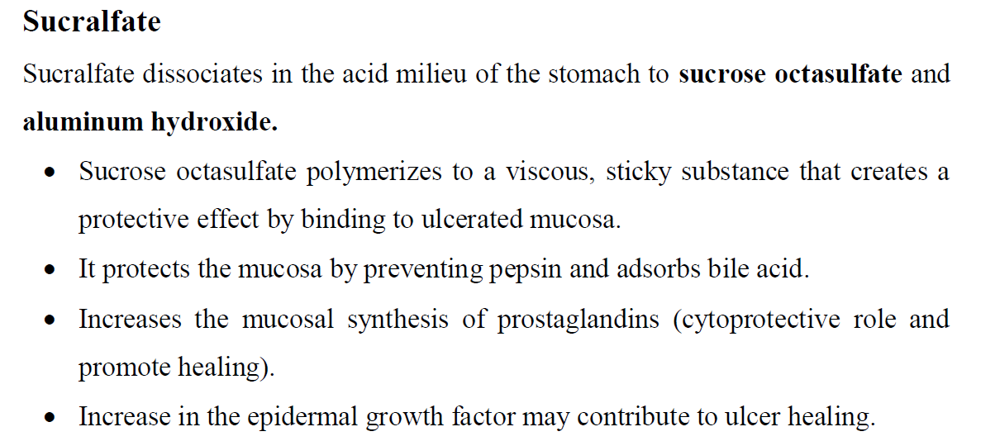 Sucralfate
Sucralfate dissociates in the acid milieu of the stomach to sucrose octasulfate and
aluminum hydroxide.
• Sucrose octasulfate polymerizes to a viscous, sticky substance that creates a
protective effect by binding to ulcerated mucosa.
• It protects the mucosa by preventing pepsin and adsorbs bile acid.
• Increases the mucosal synthesis of prostaglandins (cytoprotective role and
promote healing).
• Increase in the epidermal growth factor may contribute to ulcer healing.